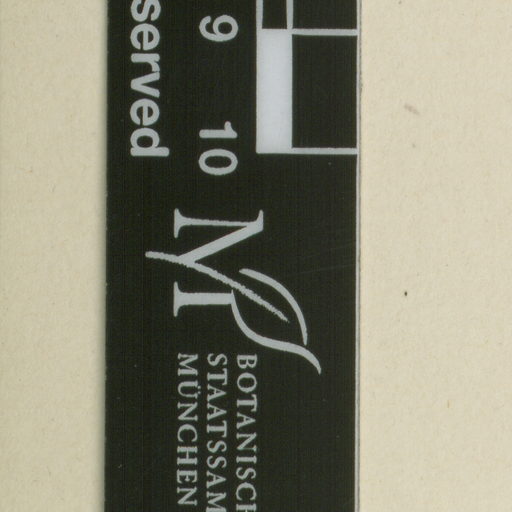 served
9 10
M
BOTANISCH
STAATSSAM
MÜNCHEN